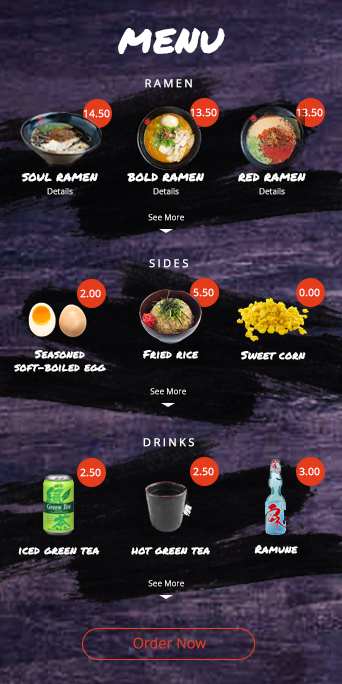 MENU
RAMEN
14.50
13.50
13.50
SOUL RAMEN
BOLD RAMEN
RED RAMEN
Details
Details
Details
See More
SIDES
2.00
5.50
0.00
SEASONED
SOFT-BOILED EGG
FRIED RICE
SWEET CORN
See More
DRINKS
2.50
2.50
3.00
Green Tea
ICED GREEN TEA
HOT GREEN TEA
RAMUNE
See More
Order Now